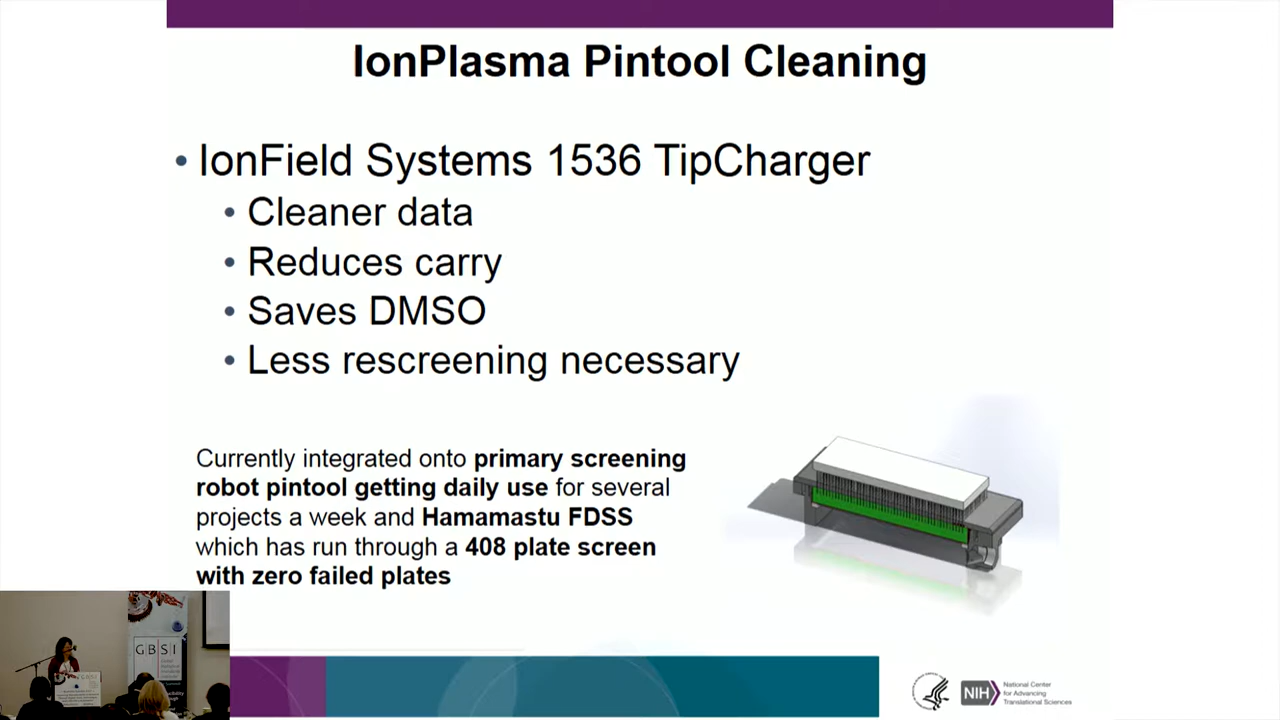 IonPlasma Pintool Cleaning
• IonField Systems 1536 TipCharger
• Cleaner data
• Reduces carry
• Saves DMSO
• Less rescreening necessary
Currently integrated onto primary screening
robot pintool getting daily use for several
projects a week and Hamamastu FDSS
which has run through a 408 plate screen
with zero failed plates
GBSI
NIH
National Center
for Advancing
Translational Sciences